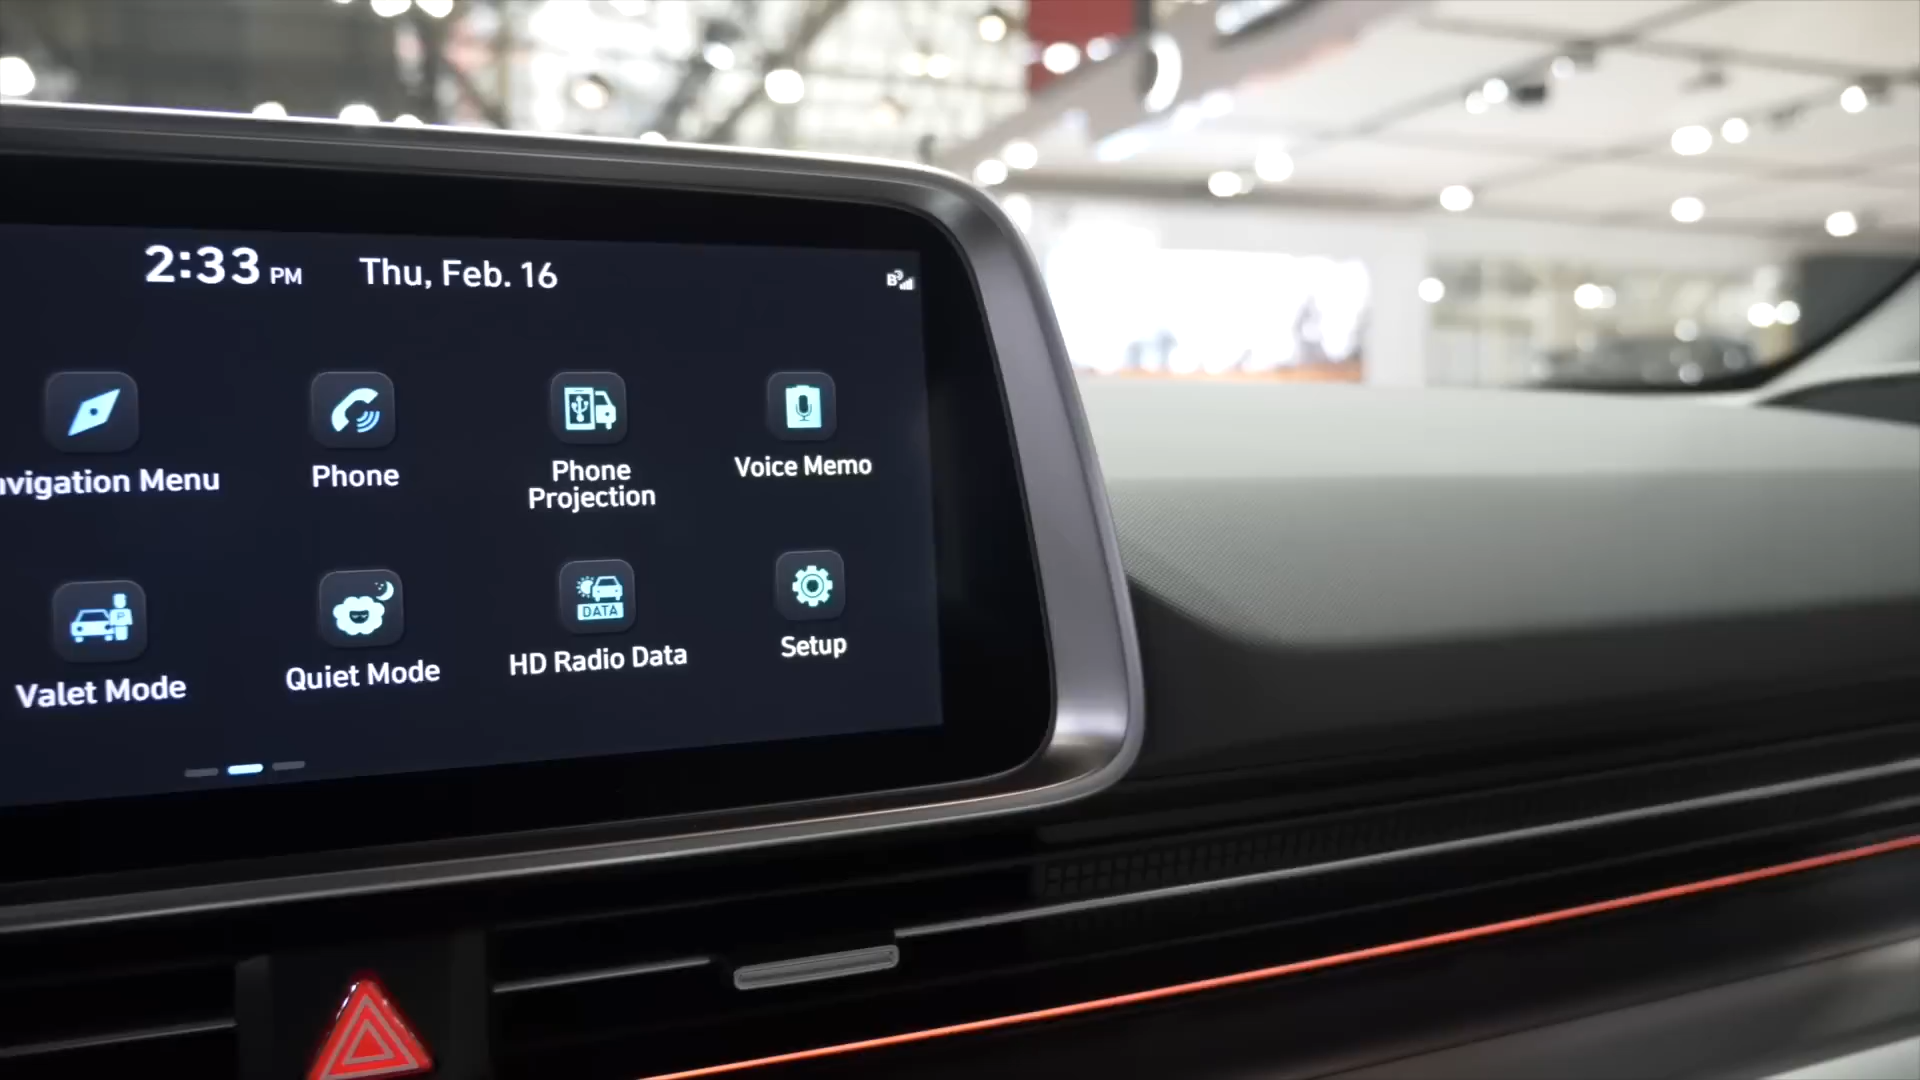 2:33 PM Thu, Feb. 16
avigation Menu
Phone
Phone
Projection
Voice Memo
Valet Mode
Quiet Mode
DATA
HD Radio Data
Setup